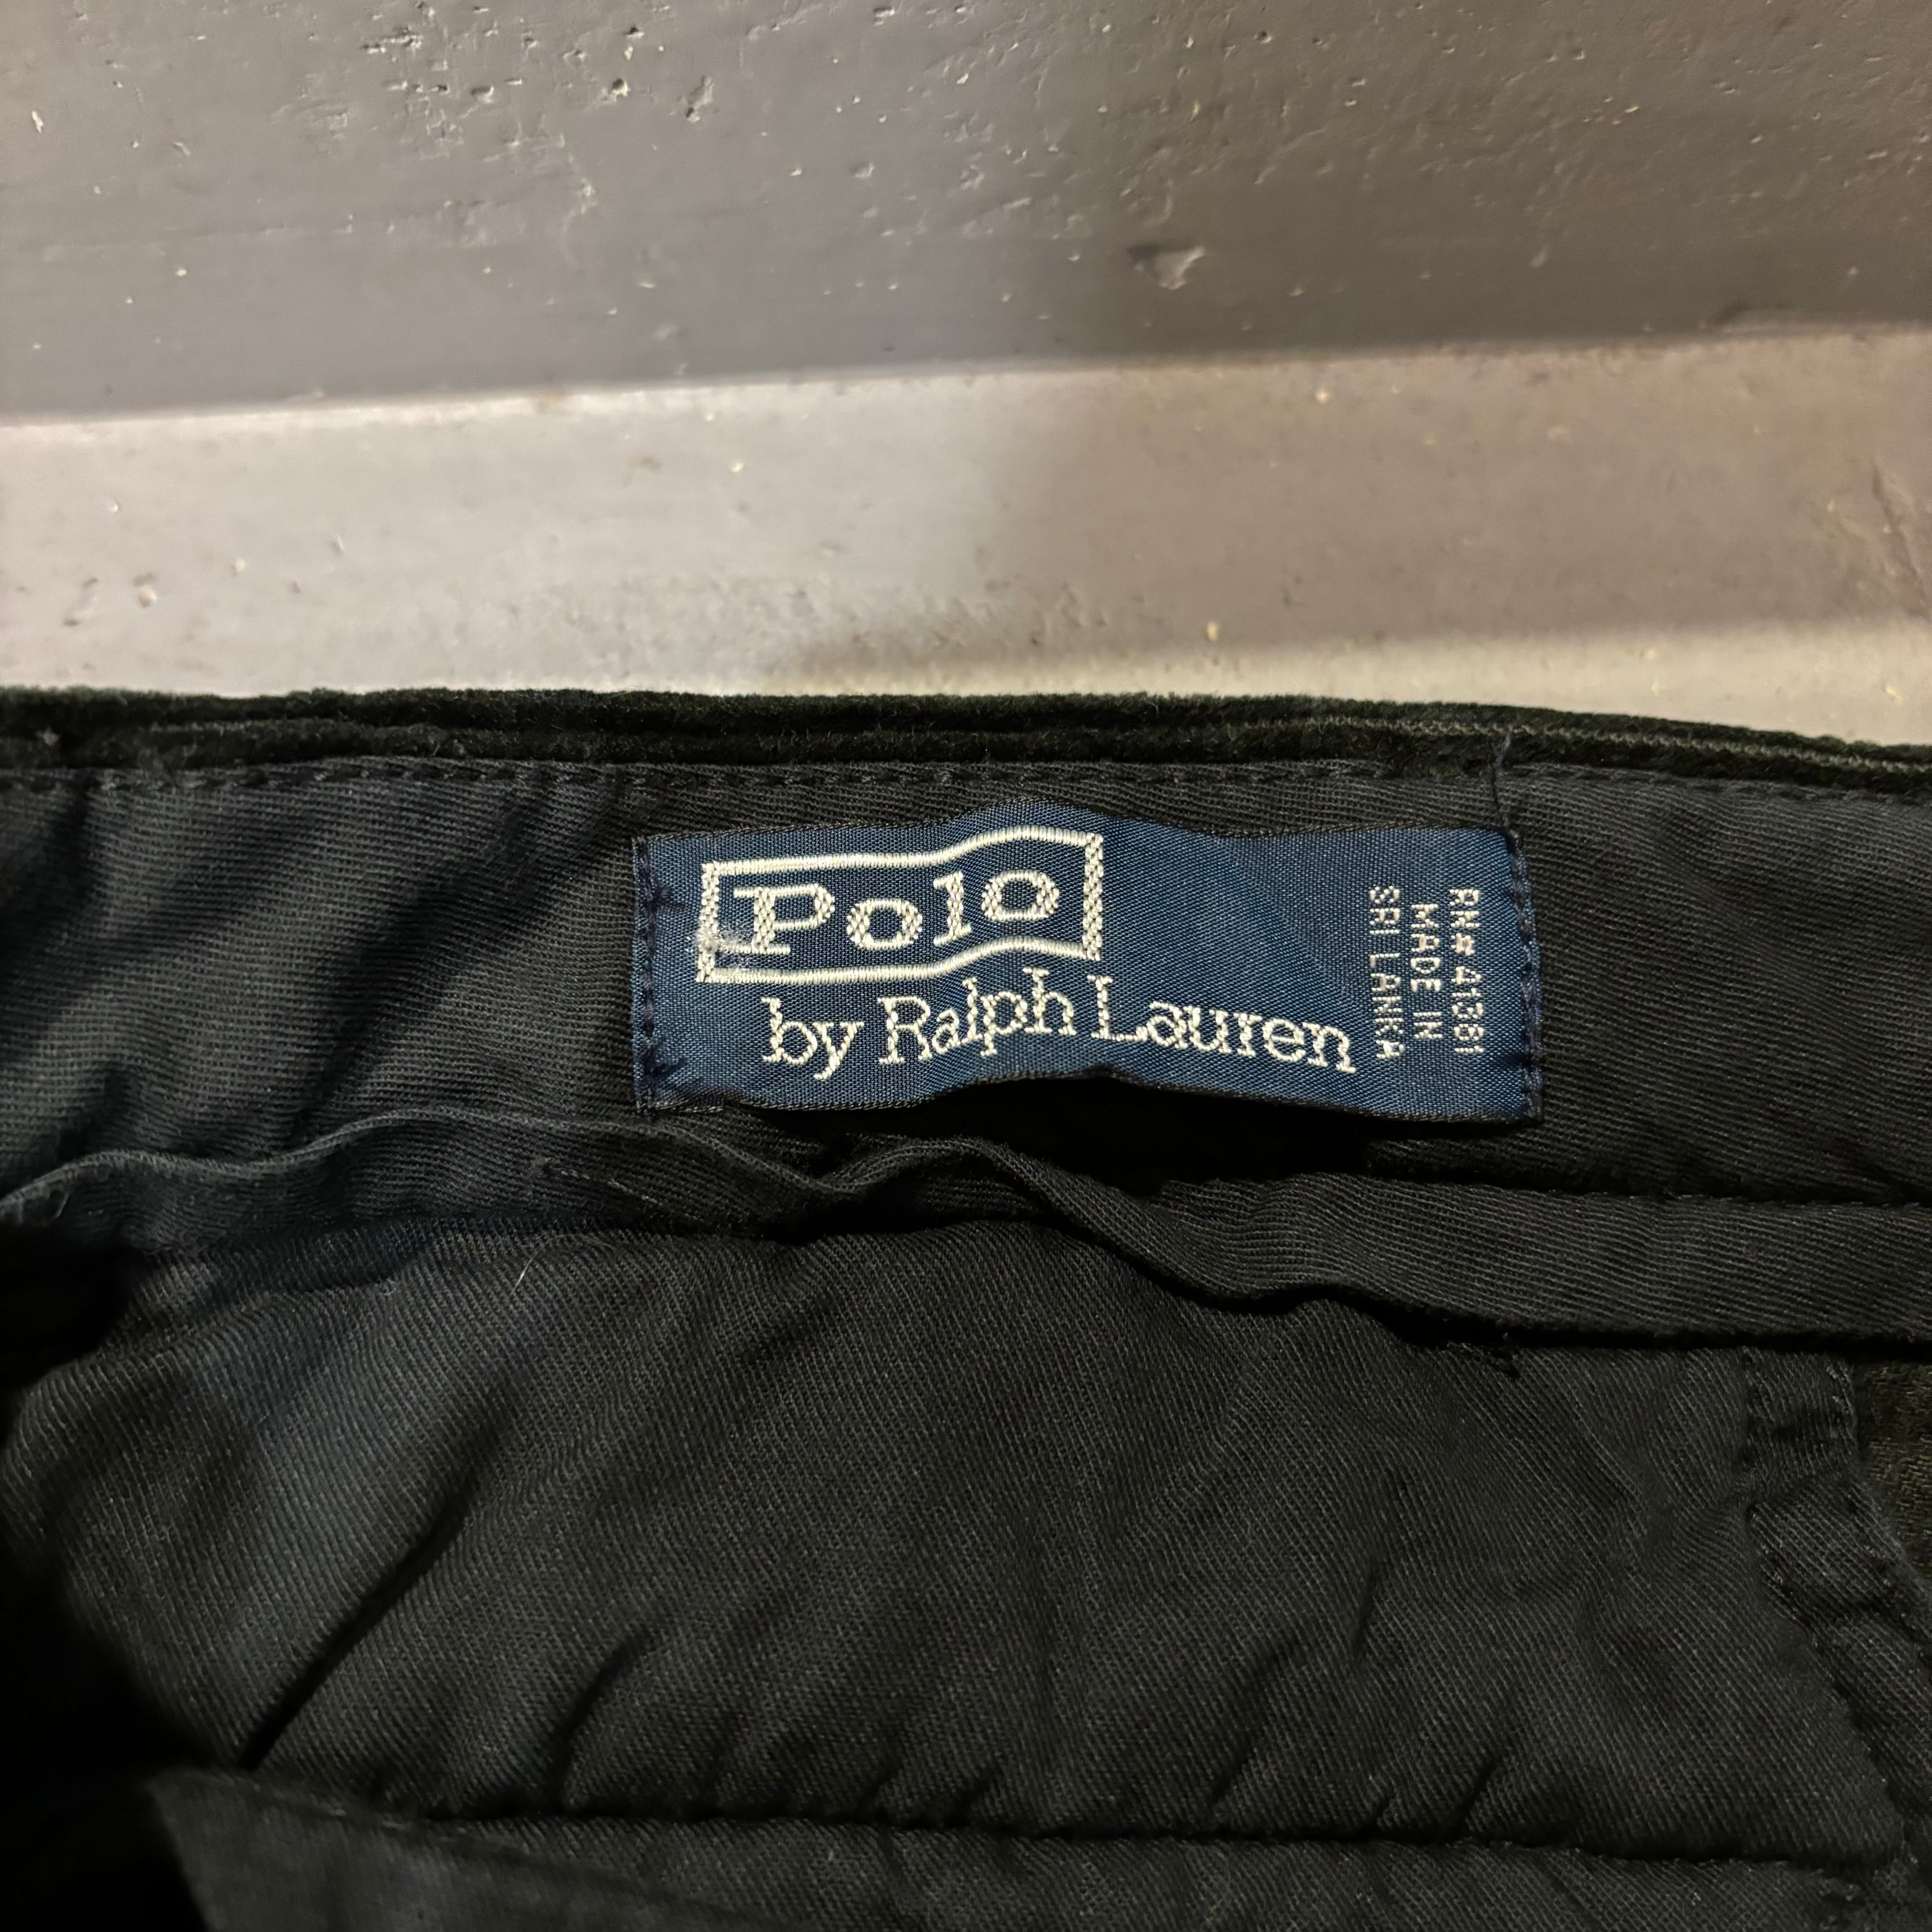 Polo
by Ralph Lauren
RN# 41381
MADE IN
SRI LANKA